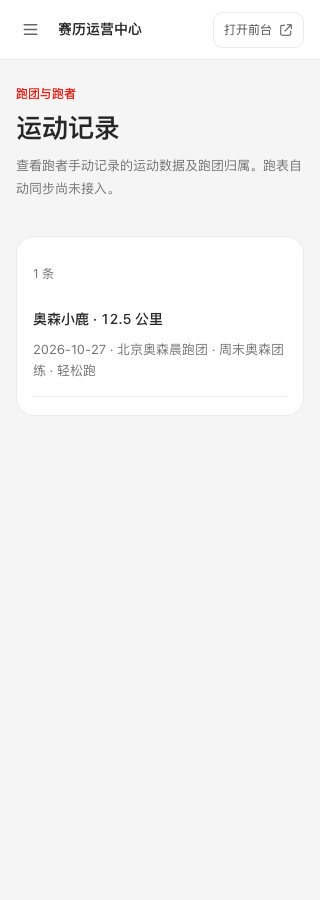 赛历运营中心
打开前台
跑团与跑者
运动记录
查看跑者手动记录的运动数据及跑团归属。跑表自
动同步尚未接入。
1 条
奥森小鹿 · 12.5 公里
2026-10-27 · 北京奥森晨跑团 · 周末奥森团
练 · 轻松跑